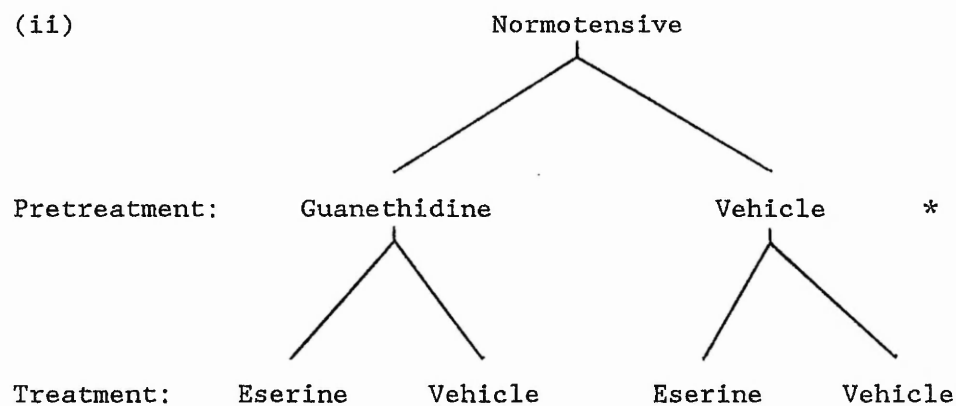 (ii) Normotensive
Pretreatment: Guanethidine Vehicle *
Treatment: Eserine Vehicle Eserine Vehicle